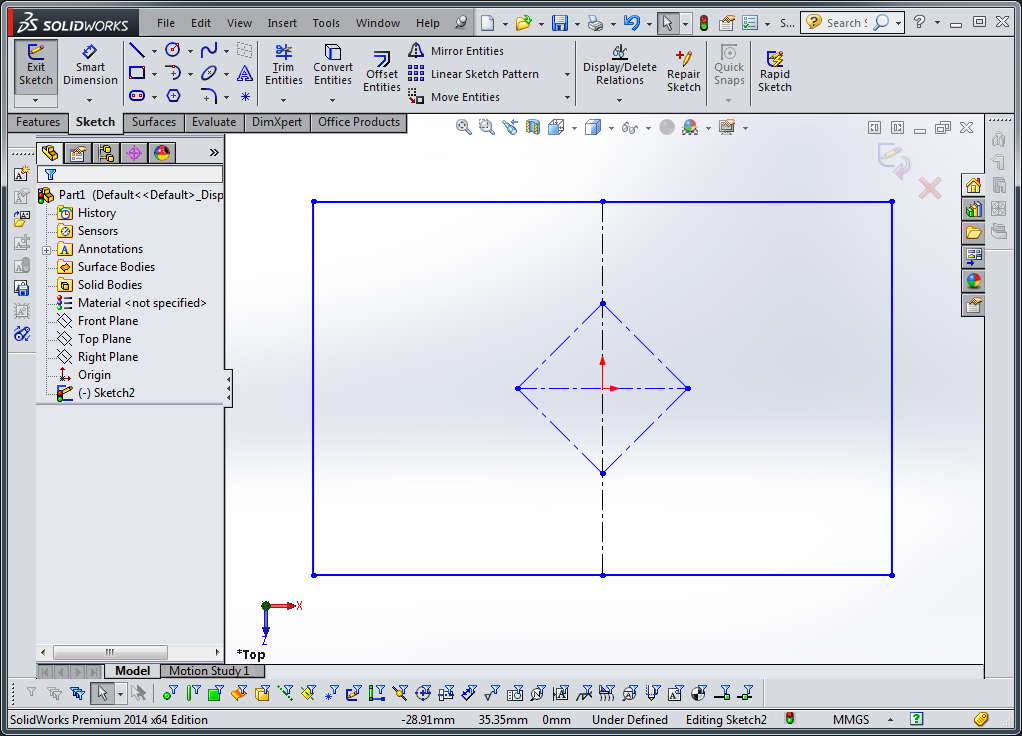 SOLIDWORKS File Edit View Insert Tools Window Help S... Search S
Exit Sketch
Smart Dimension
Trim Entities
Convert Entities
Offset Entities
Mirror Entities
Linear Sketch Pattern
Move Entities
Display/Delete Relations
Repair Sketch
Quick Snaps
Rapid Sketch
Features Sketch Surfaces Evaluate DimXpert Office Products
Part1 (Default<<Default>_Disp
History
Sensors
Annotations
Surface Bodies
Solid Bodies
Material <not specified>
Front Plane
Top Plane
Right Plane
Origin
(-) Sketch2
X
Z
*Top
Model Motion Study 1
SolidWorks Premium 2014 x64 Edition -28.91mm 35.35mm 0mm Under Defined Editing Sketch2 MMGS